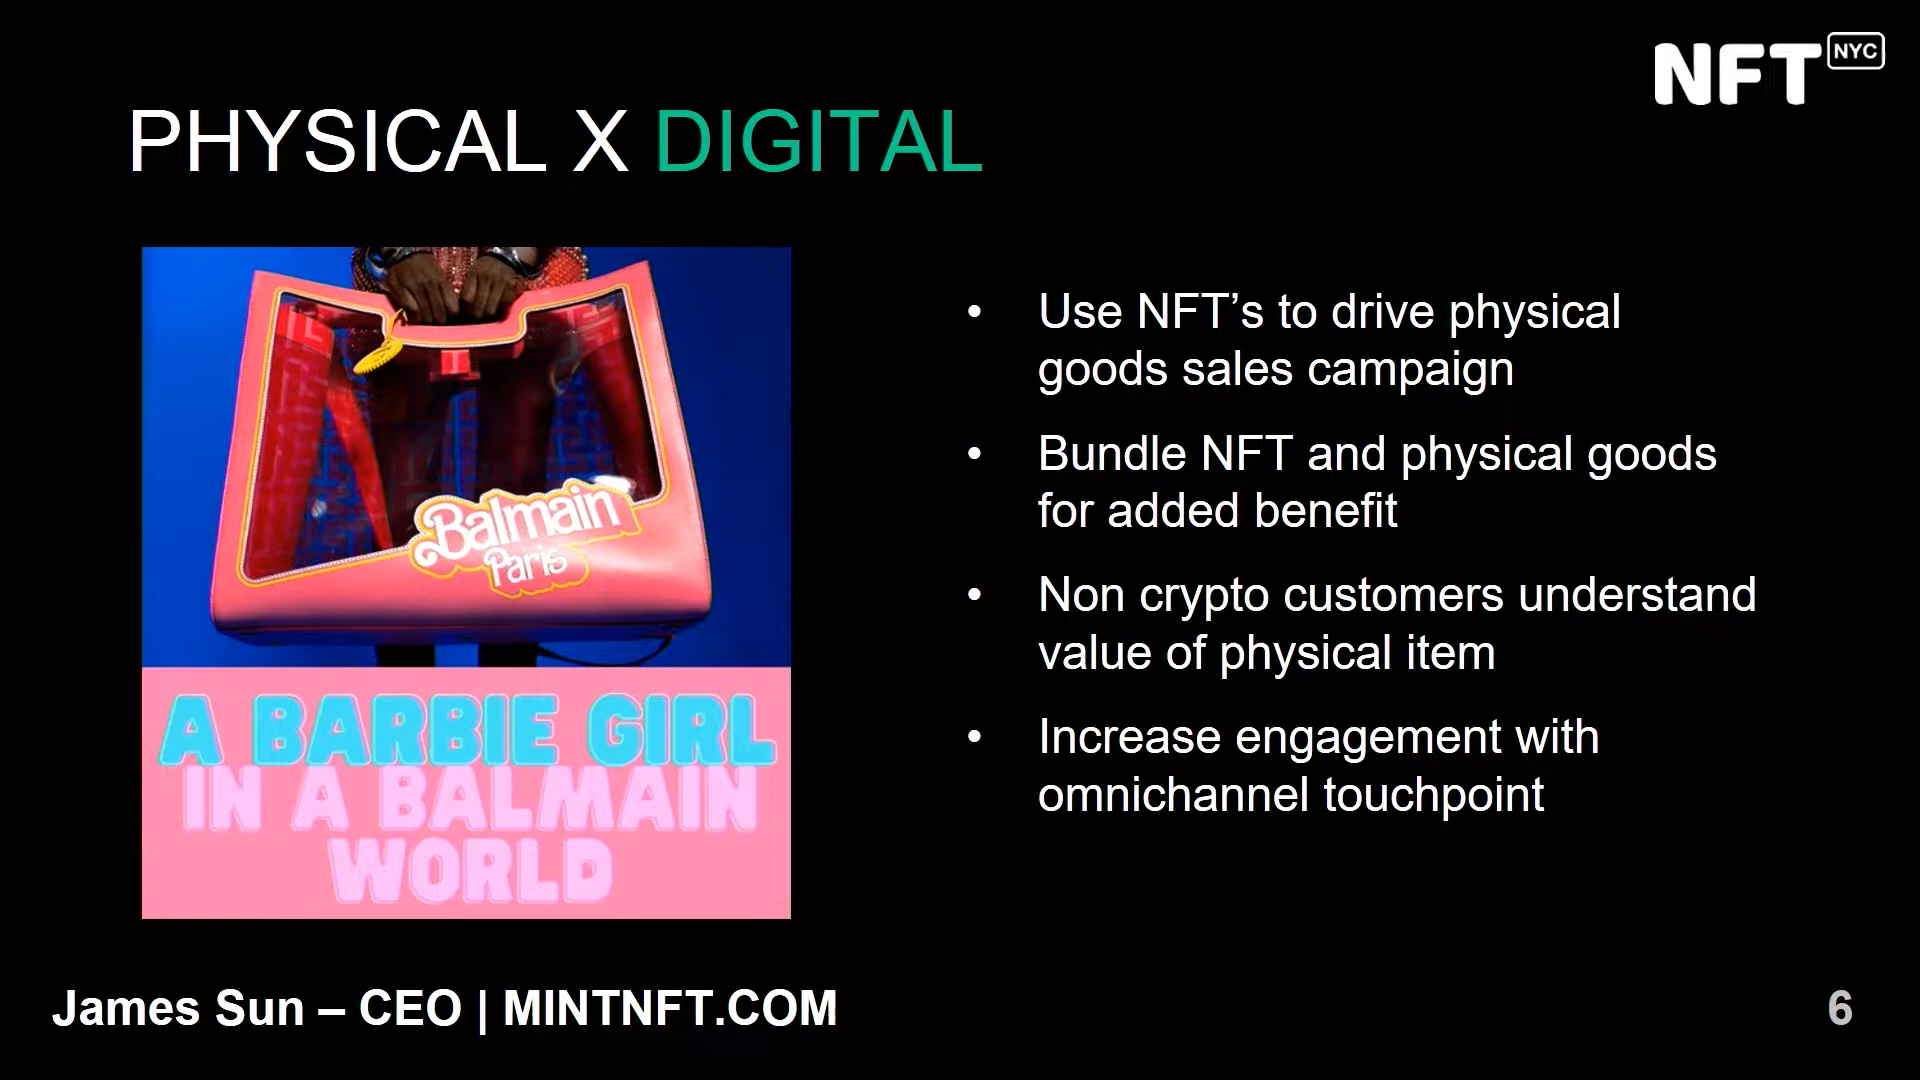 NFT NYC
PHYSICAL X DIGITAL
Balmain
Paris
A BARBIE GIRL
IN A BALMAIN
WORLD
• Use NFT’s to drive physical
goods sales campaign
• Bundle NFT and physical goods
for added benefit
• Non crypto customers understand
value of physical item
• Increase engagement with
omnichannel touchpoint
James Sun – CEO | MINTNFT.COM
6